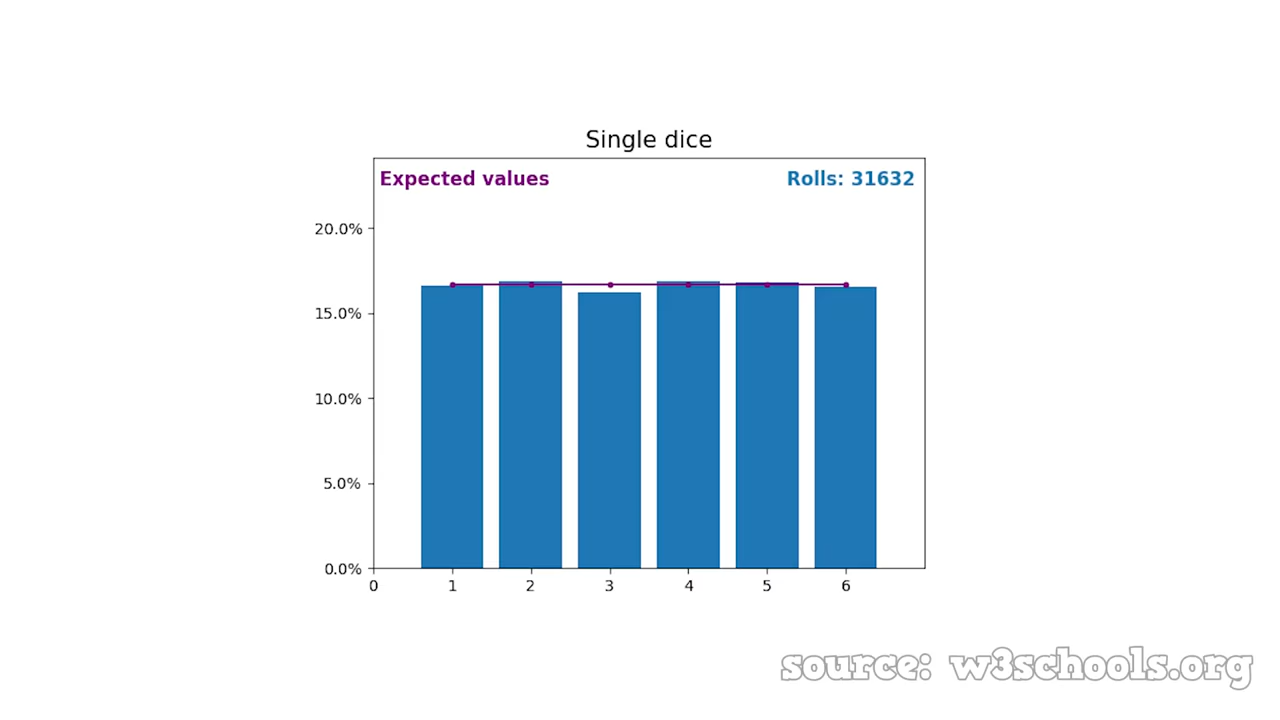 Single dice
Expected values
Rolls: 31632
20.0%
15.0%
10.0%
5.0%
0.0%
0 1 2 3 4 5 6
source: w3schools.org